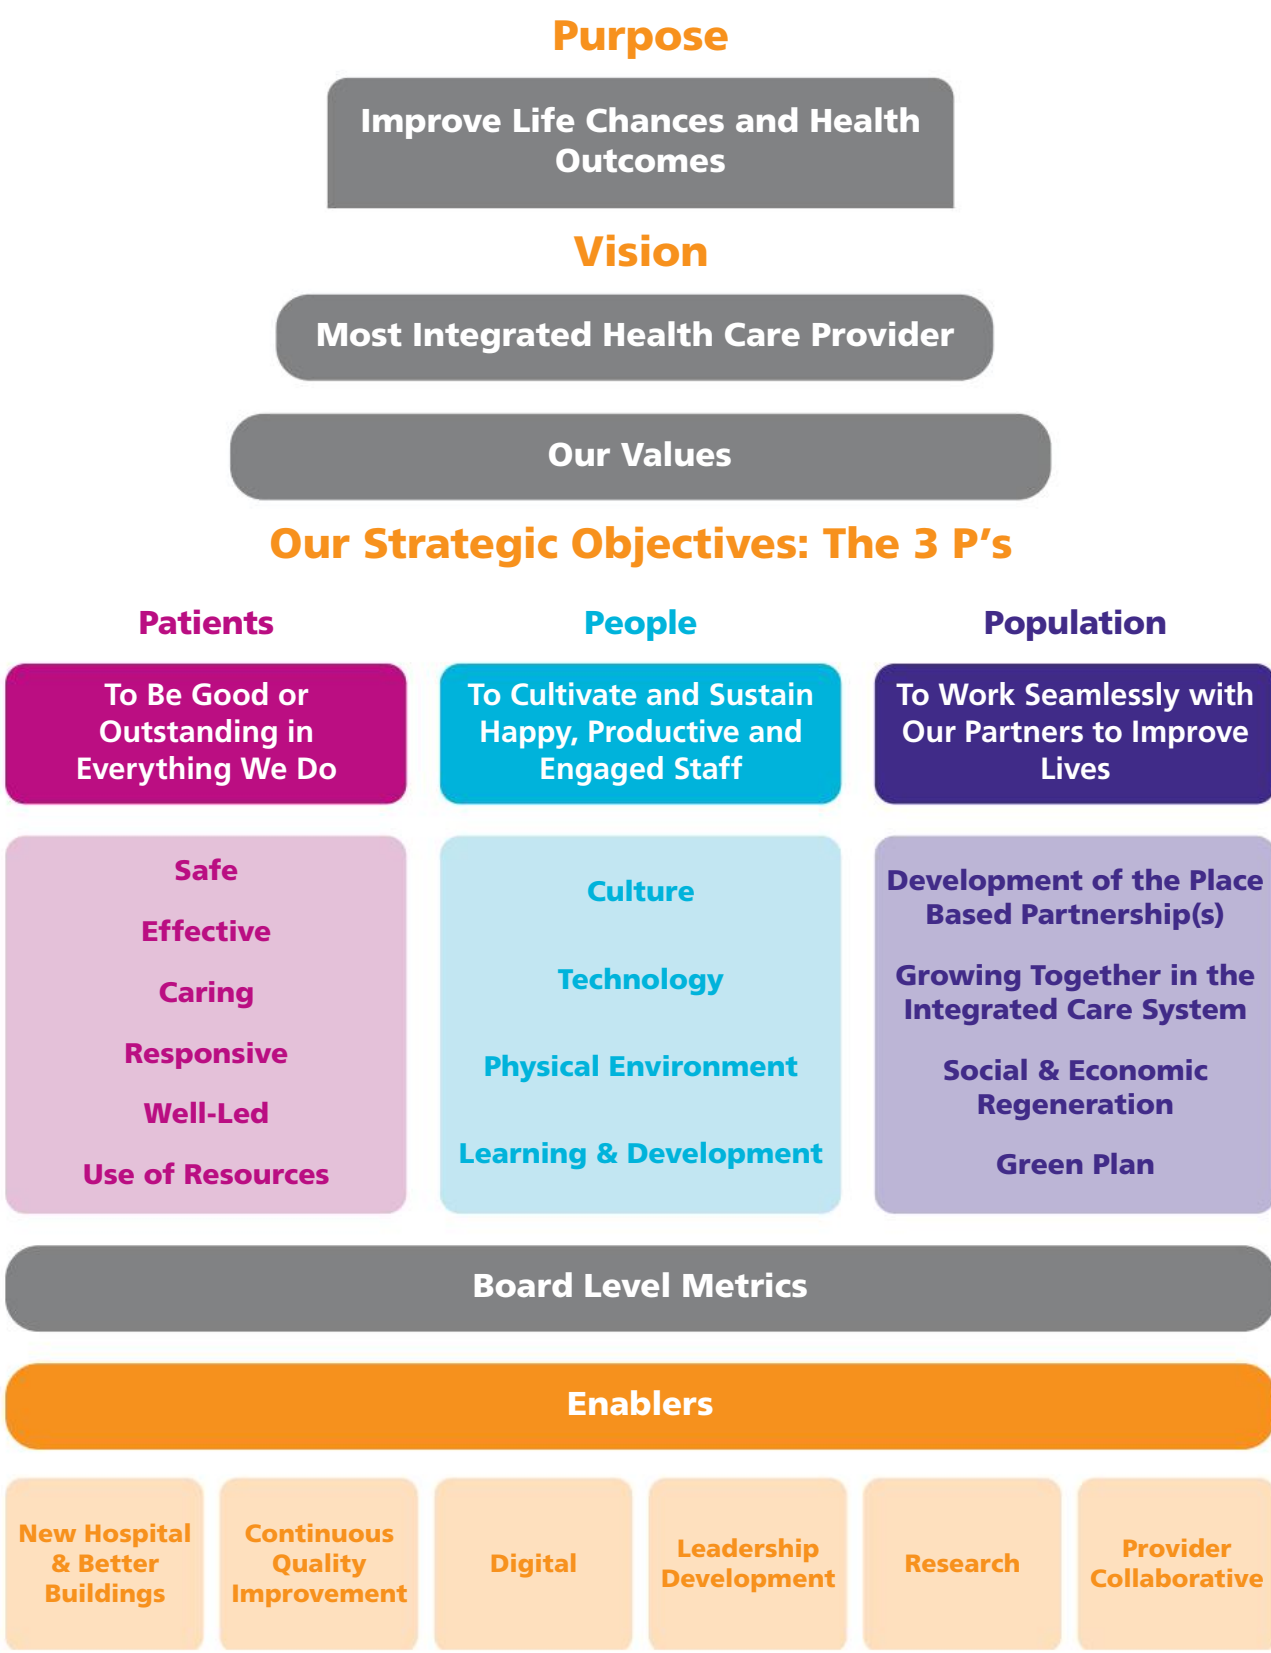 Purpose
Improve Life Chances and Health
Outcomes
Vision
Most Integrated Health Care Provider
Our Values
Our Strategic Objectives: The 3 P's
Patients
To Be Good or
Outstanding in
Everything We Do
Safe
Effective
Caring
Responsive
Well-Led
Use of Resources
People
To Cultivate and Sustain
Happy, Productive and
Engaged Staff
Culture
Technology
Physical Environment
Learning & Development
Population
To Work Seamlessly with
Our Partners to Improve
Lives
Development of the Place
Based Partnership(s)
Growing Together in the
Integrated Care System
Social & Economic
Regeneration
Green Plan
Board Level Metrics
Enablers
New Hospital
& Better
Buildings
Continuous
Quality
Improvement
Digital
Leadership
Development
Research
Provider
Collaborative